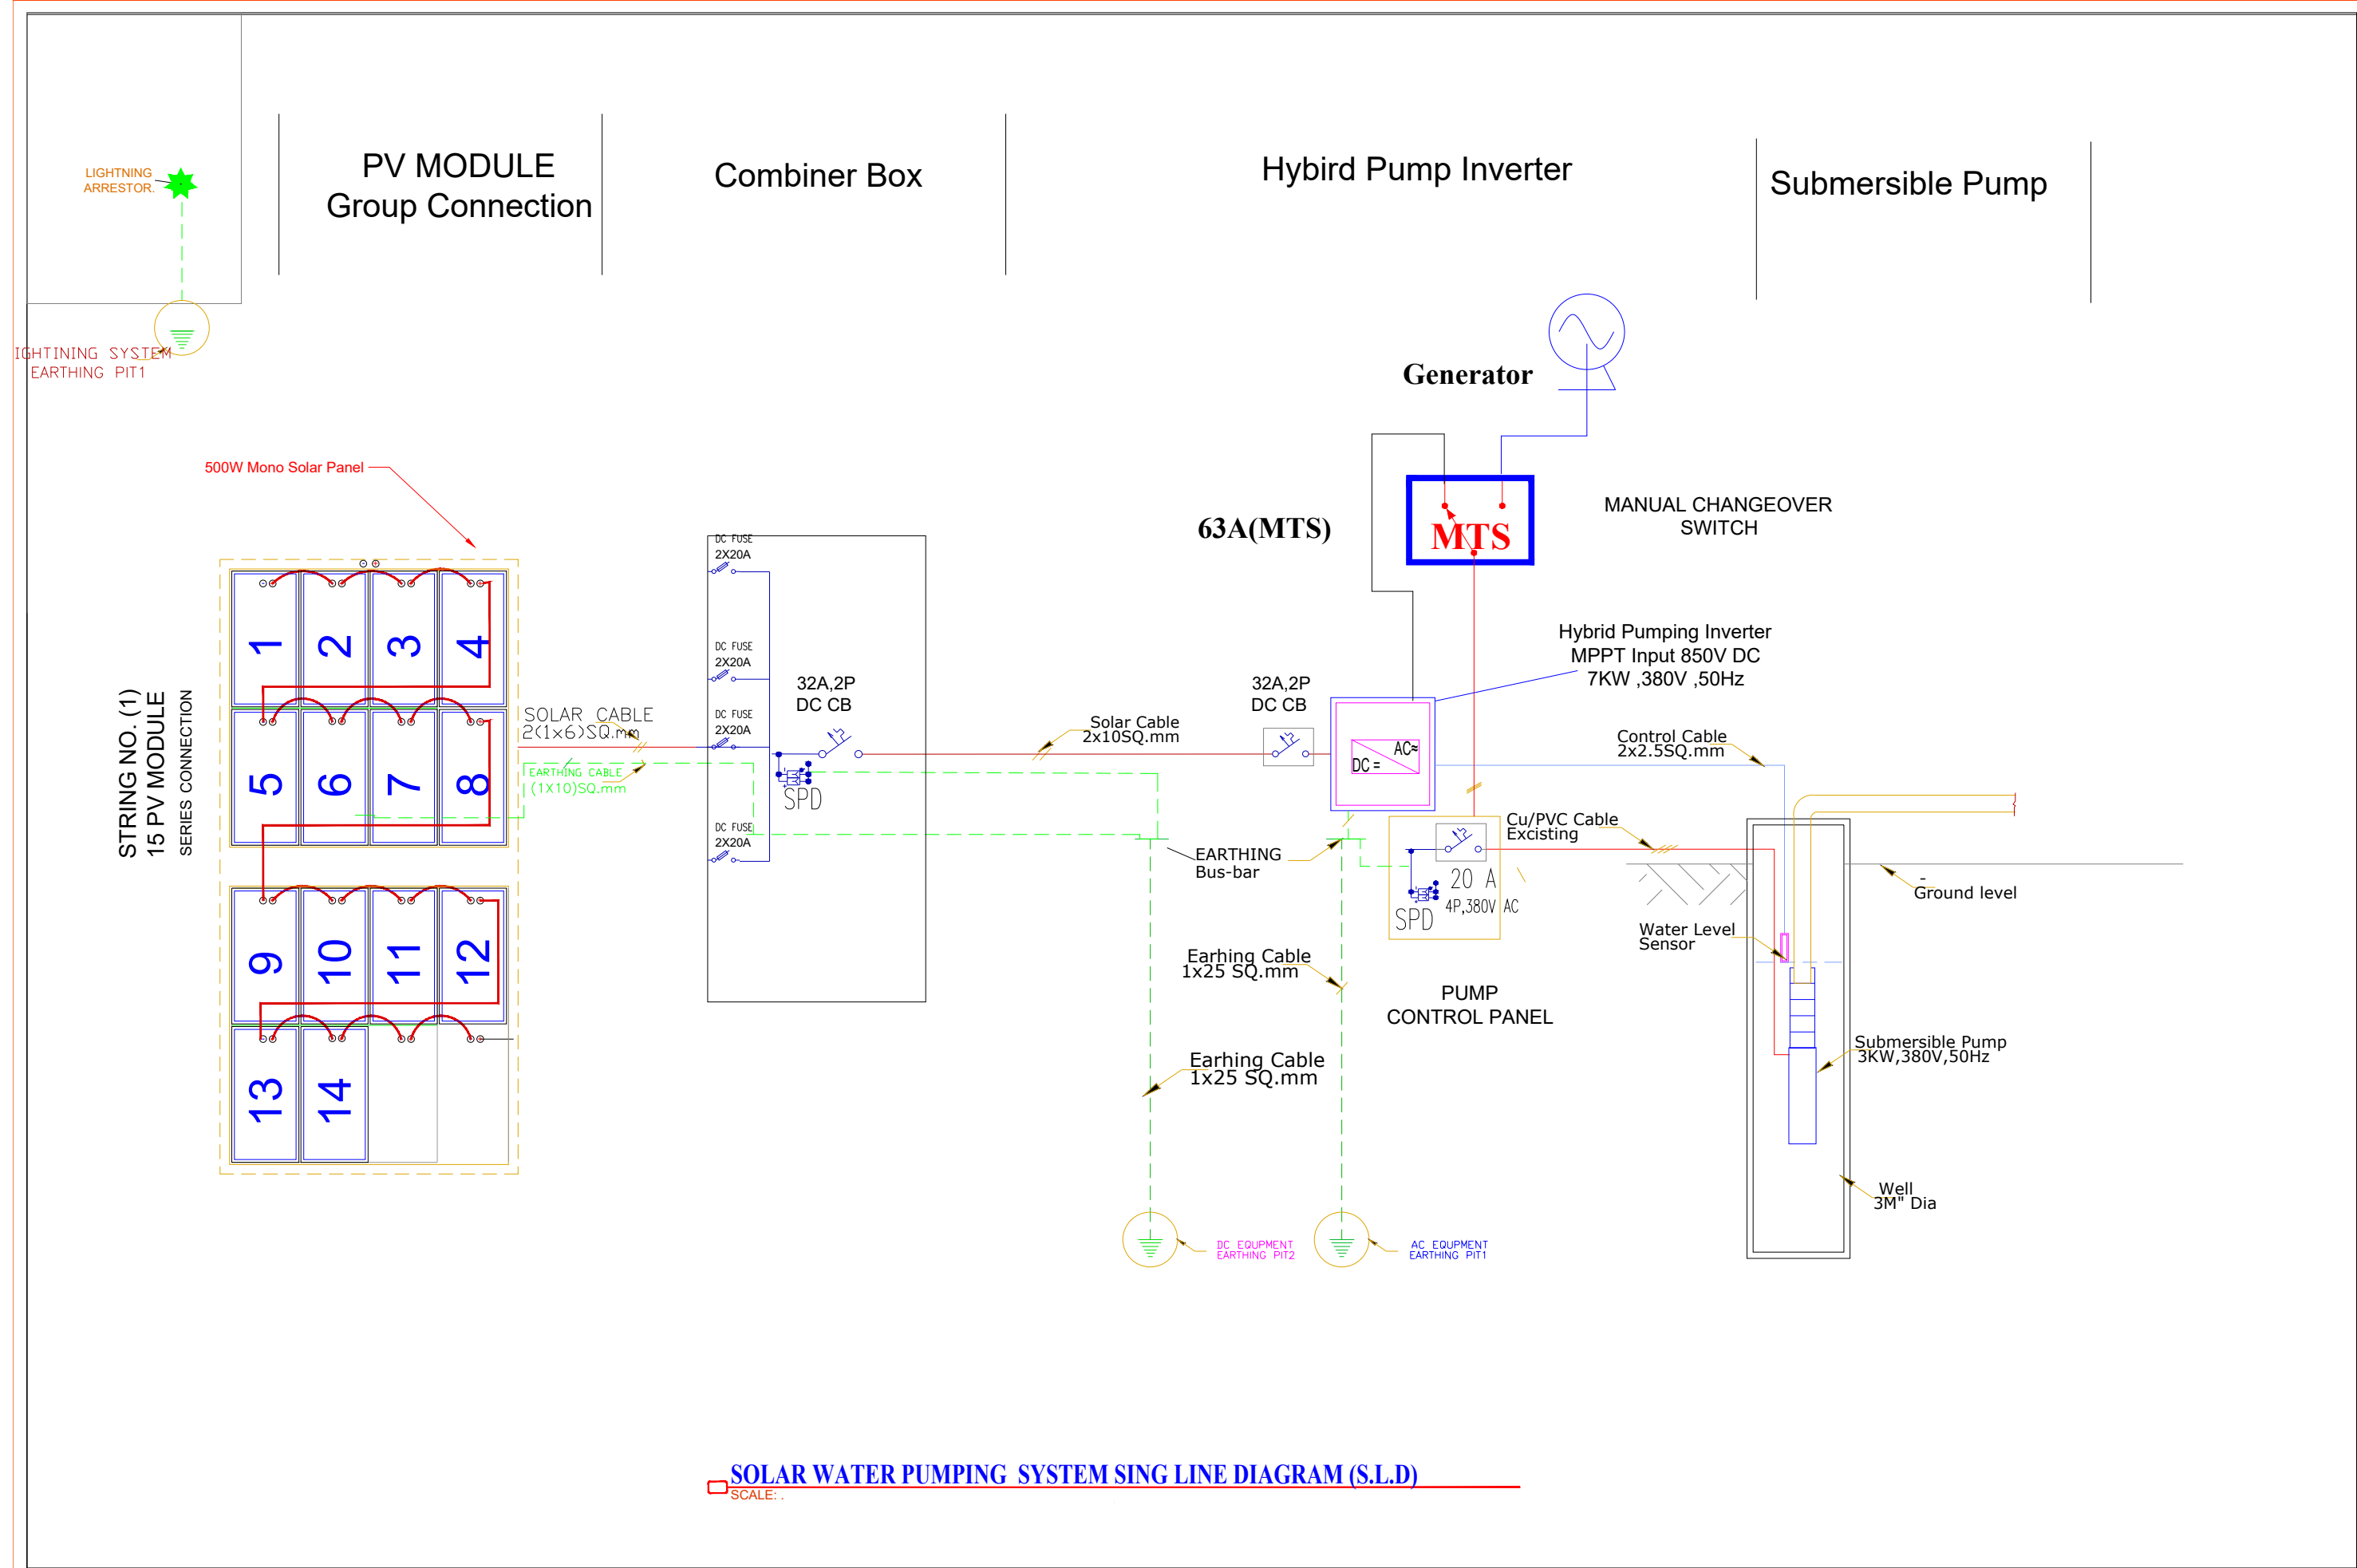 LIGHTNING
ARRESTOR.
PV MODULE
Group Connection
Combiner Box
Hybird Pump Inverter
Submersible Pump
IGHTINING SYSTEM
EARTHING PIT1
Generator
500W Mono Solar Panel
63A(MTS)
MTS
MANUAL CHANGEOVER
SWITCH
STRING NO. (1)
15 PV MODULE
SERIES CONNECTION
1
2
3
4
5
6
7
8
9
10
11
12
13
14
SOLAR CABLE
2(1x6)SQ.mm
EARTHING CABLE
(1X10)SQ.mm
DC FUSE
2X20A
DC FUSE
2X20A
DC FUSE
2X20A
DC FUSE
2X20A
32A,2P
DC CB
SPD
Solar Cable
2x10SQ.mm
32A,2P
DC CB
Hybrid Pumping Inverter
MPPT Input 850V DC
7KW ,380V ,50Hz
AC≈
DC =
Control Cable
2x2.5SQ.mm
Cu/PVC Cable
Excisting
EARTHING
Bus-bar
20 A
4P,380V AC
SPD
PUMP
CONTROL PANEL
Ground level
Water Level
Sensor
Earhing Cable
1x25 SQ.mm
Earhing Cable
1x25 SQ.mm
Submersible Pump
3KW,380V,50Hz
Well
3M" Dia
DC EQUPMENT
EARTHING PIT2
AC EQUPMENT
EARTHING PIT1
SOLAR WATER PUMPING SYSTEM SING LINE DIAGRAM (S.L.D)
SCALE: .